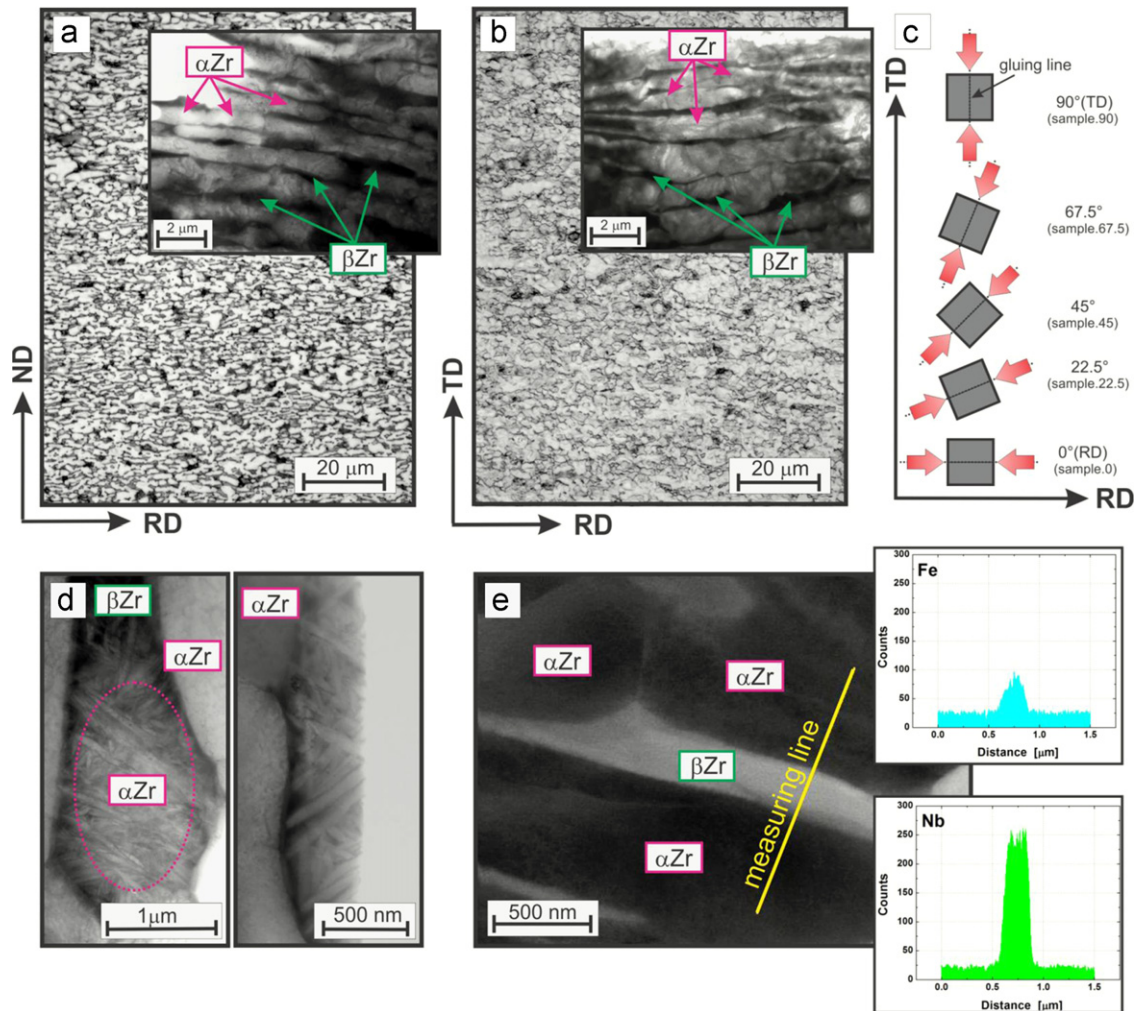 a
αZr
2 μm
βZr
20 μm
ND
RD
b
αZr
2 μm
βZr
20 μm
TD
RD
c
TD
gluing line
90°(TD)
(sample.90)
67.5°
(sample.67.5)
45°
(sample.45)
22.5°
(sample.22.5)
0°(RD)
(sample.0)
RD
d
βZr
αZr
αZr
1μm
αZr
500 nm
e
αZr
αZr
βZr
αZr
measuring line
500 nm
Fe
300
250
200
150
100
50
0
0.0 0.5 1.0 1.5
Counts
Distance [μm]
Nb
300
250
200
150
100
50
0
0.0 0.5 1.0 1.5
Counts
Distance [μm]